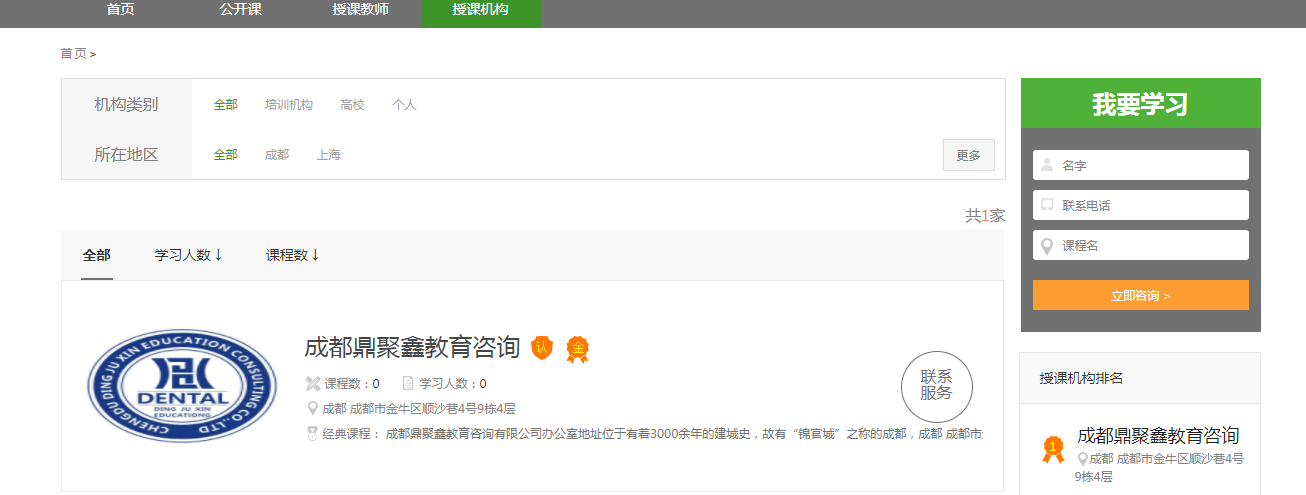 首页 公开课 授课教师 授课机构
首页 >
机构类别 全部 培训机构 高校 个人
所在地区 全部 成都 上海 更多
共1家
全部 学习人数↓ 课程数↓
CHENGDU DING JU XIN EDUCATION CONSULTING CO., LTD
DENTAL
DING JU XIN
EDUCATIONG
成都鼎聚鑫教育咨询 认 金
课程数：0 学习人数：0
成都 成都市金牛区顺沙巷4号9栋4层
经典课程： 成都鼎聚鑫教育咨询有限公司办公室地址位于有着3000余年的建城史，故有“锦官城”之称的成都，成都 成都市
联系
服务
我要学习
名字
联系电话
课程名
立即咨询 >
授课机构排名
1 成都鼎聚鑫教育咨询
成都 成都市金牛区顺沙巷4号
9栋4层